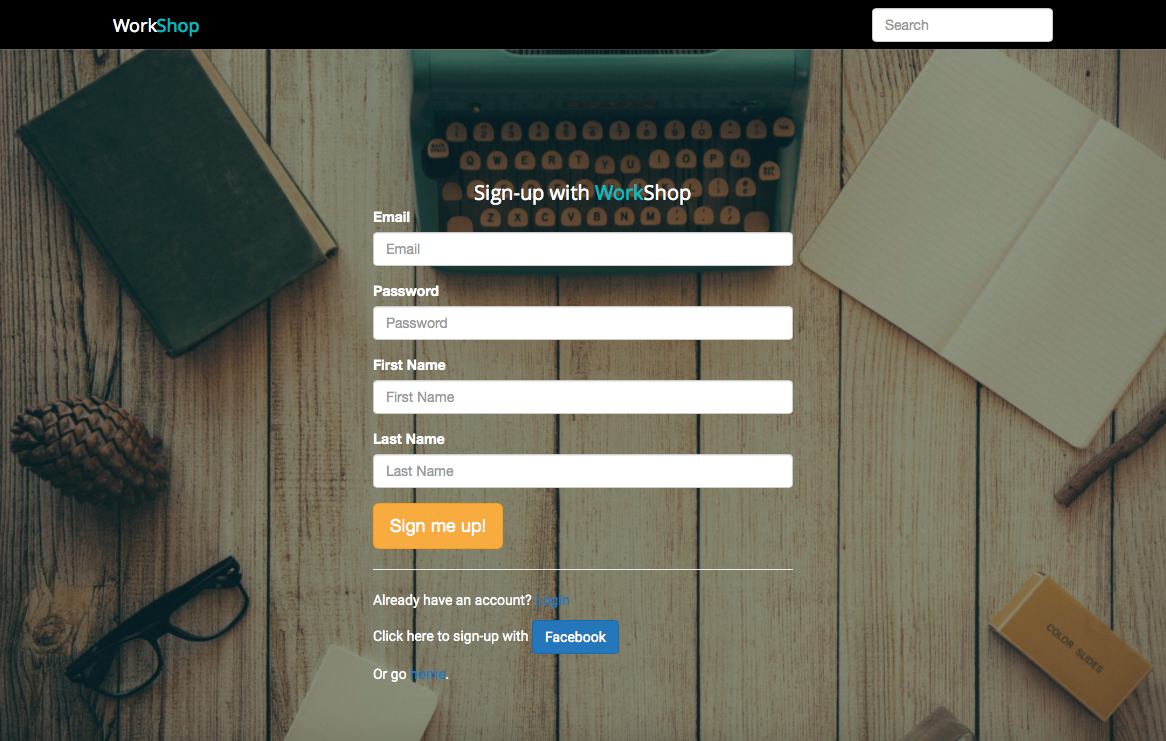 WorkShop
Search
Sign-up with WorkShop
Email
Email
Password
Password
First Name
First Name
Last Name
Last Name
Sign me up!
Already have an account? Login
Click here to sign-up with Facebook
Or go home.
Q W E R T Y U I O P
Z X C V B N M
COLOR SLIDES